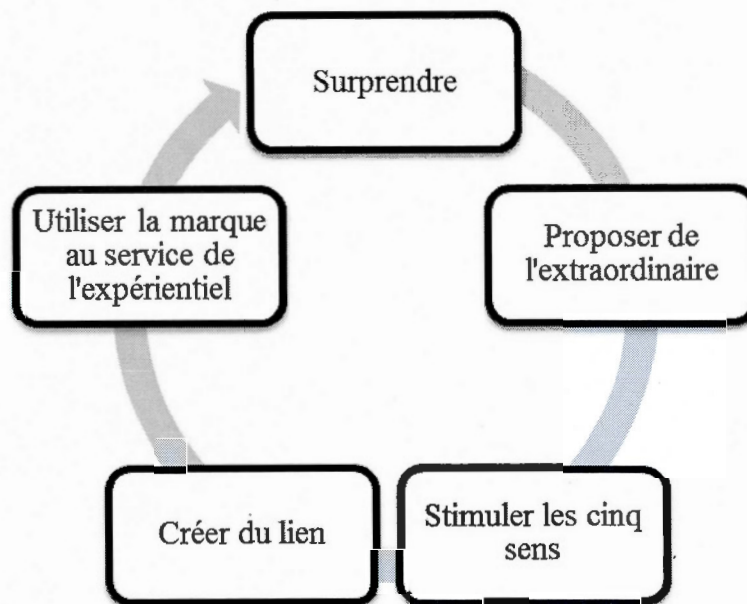 Surprendre
Proposer de
l'extraordinaire
Stimuler les cinq
sens
Créer du lien
Utiliser la marque
au service de
l'expérientiel